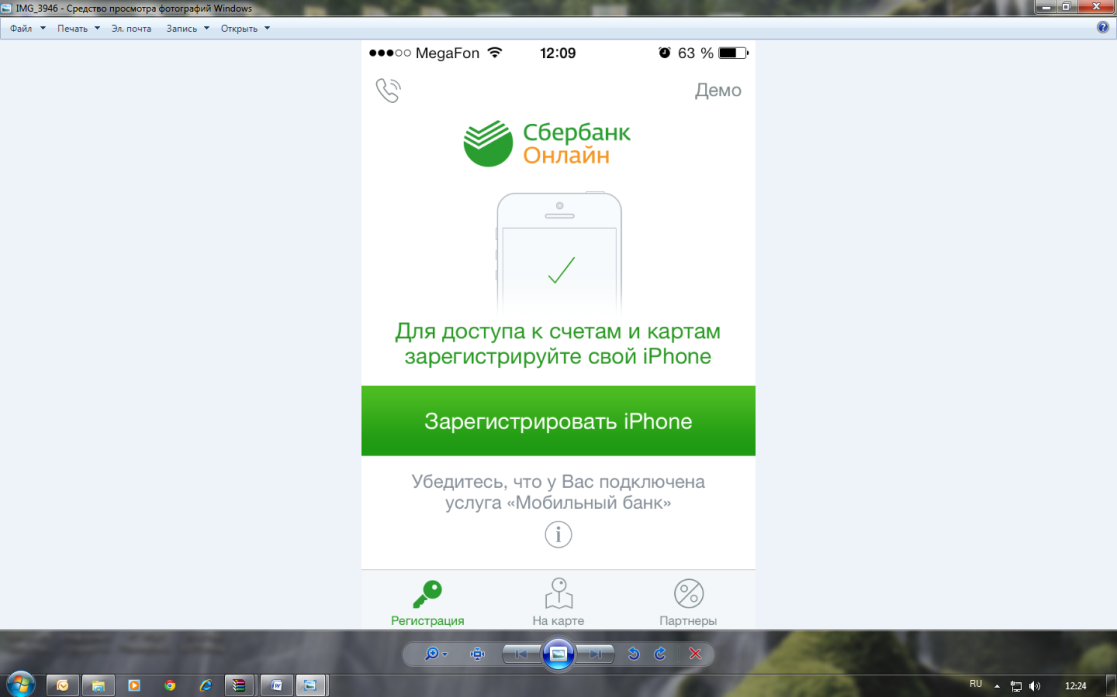 IMG_3946 - Средство просмотра фотографий Windows
Файл Печать Эл. почта Запись Открыть
MegaFon 12:09 63 %
Демо
Сбербанк
Онлайн
Для доступа к счетам и картам
зарегистрируйте свой iPhone
Зарегистрировать iPhone
Убедитесь, что у Вас подключена
услуга «Мобильный банк»
i
Регистрация На карте Партнеры
RU 12:24